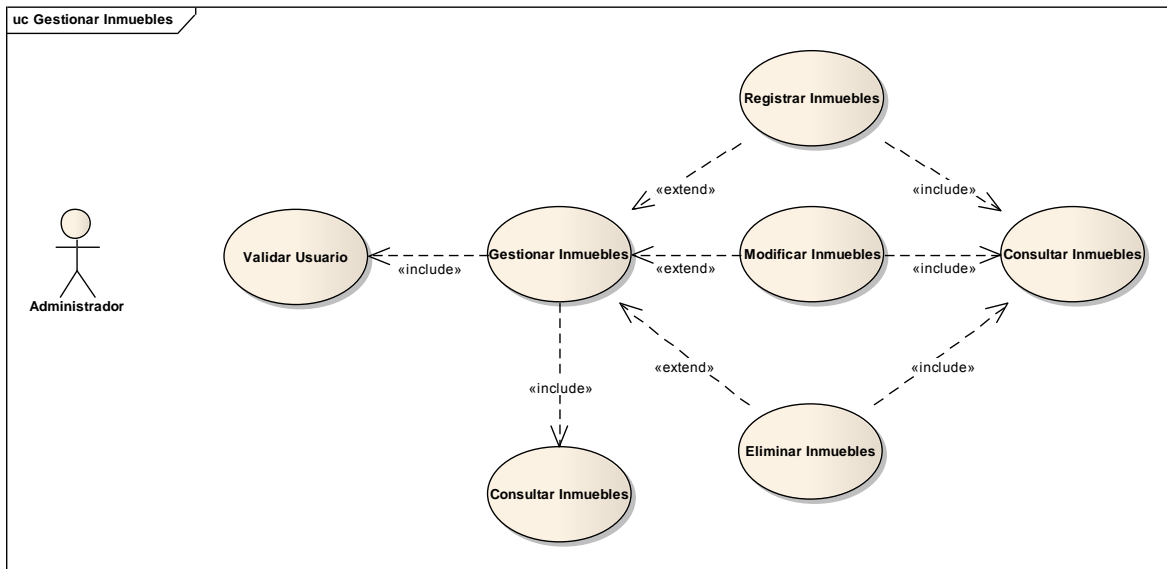 uc Gestionar Inmuebles
Registrar Inmuebles
«extend»
«include»
Administrador
Validar Usuario
«include»
Gestionar Inmuebles
«extend»
Modificar Inmuebles
«include»
Consultar Inmuebles
«include»
«extend»
«include»
Consultar Inmuebles
Eliminar Inmuebles